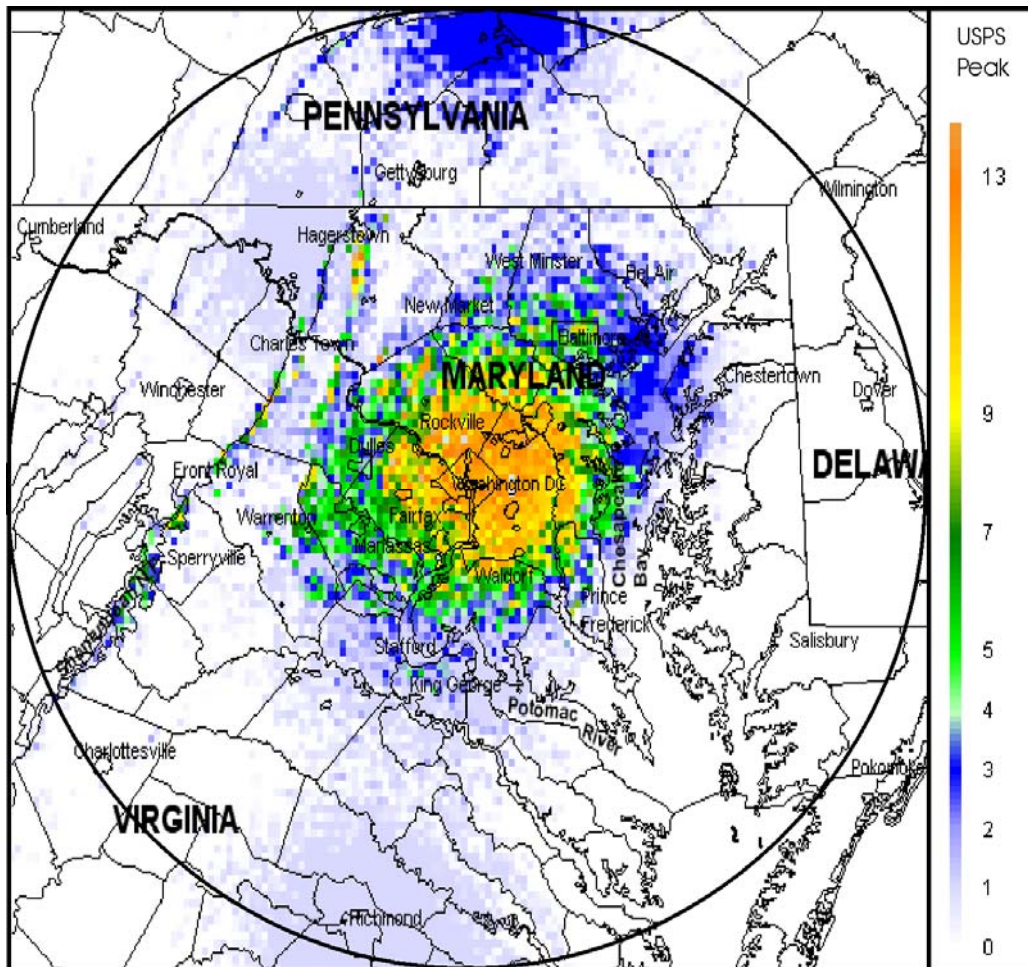 USPS
Peak
PENNSYLVANIA
Gettysburg
Wilmington
Cumberland
Hagerstown
West Minster
Bel Air
New Market
Baltimore
Charles Town
MARYLAND
Winchester
Chestertown
Dover
Rockville
Dulles
Front Royal
Washington DC
DELAWA
Warrenton
Fairfax
Manassas
Sperryville
Waldorf
Chesapeake
Bay
Prince
Frederick
Stafford
Salisbury
King George
Potomac
River
Charlottesville
Pokomoke
VIRGINIA
Richmond
13
9
7
5
4
3
2
1
0